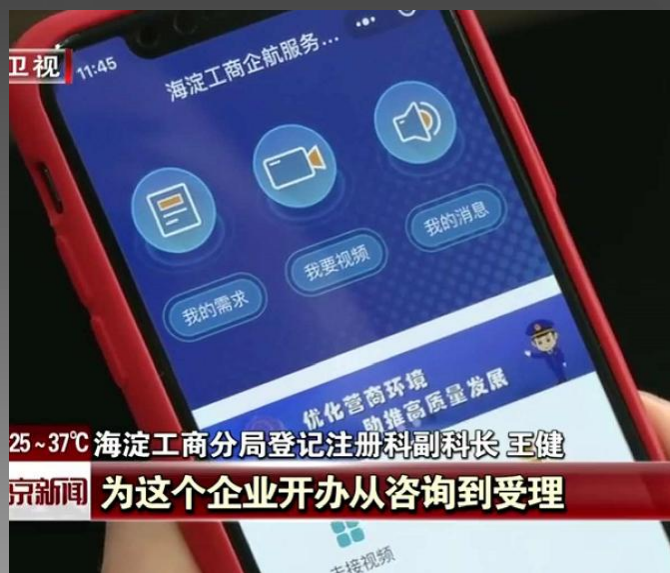 卫视
11:45
海淀工商企航服务...
我的需求
我要视频
我的消息
优化营商环境
助推高质量发展
25~37℃
海淀工商分局登记注册科副科长 王健
京新闻
为这个企业开办从咨询到受理
接视频